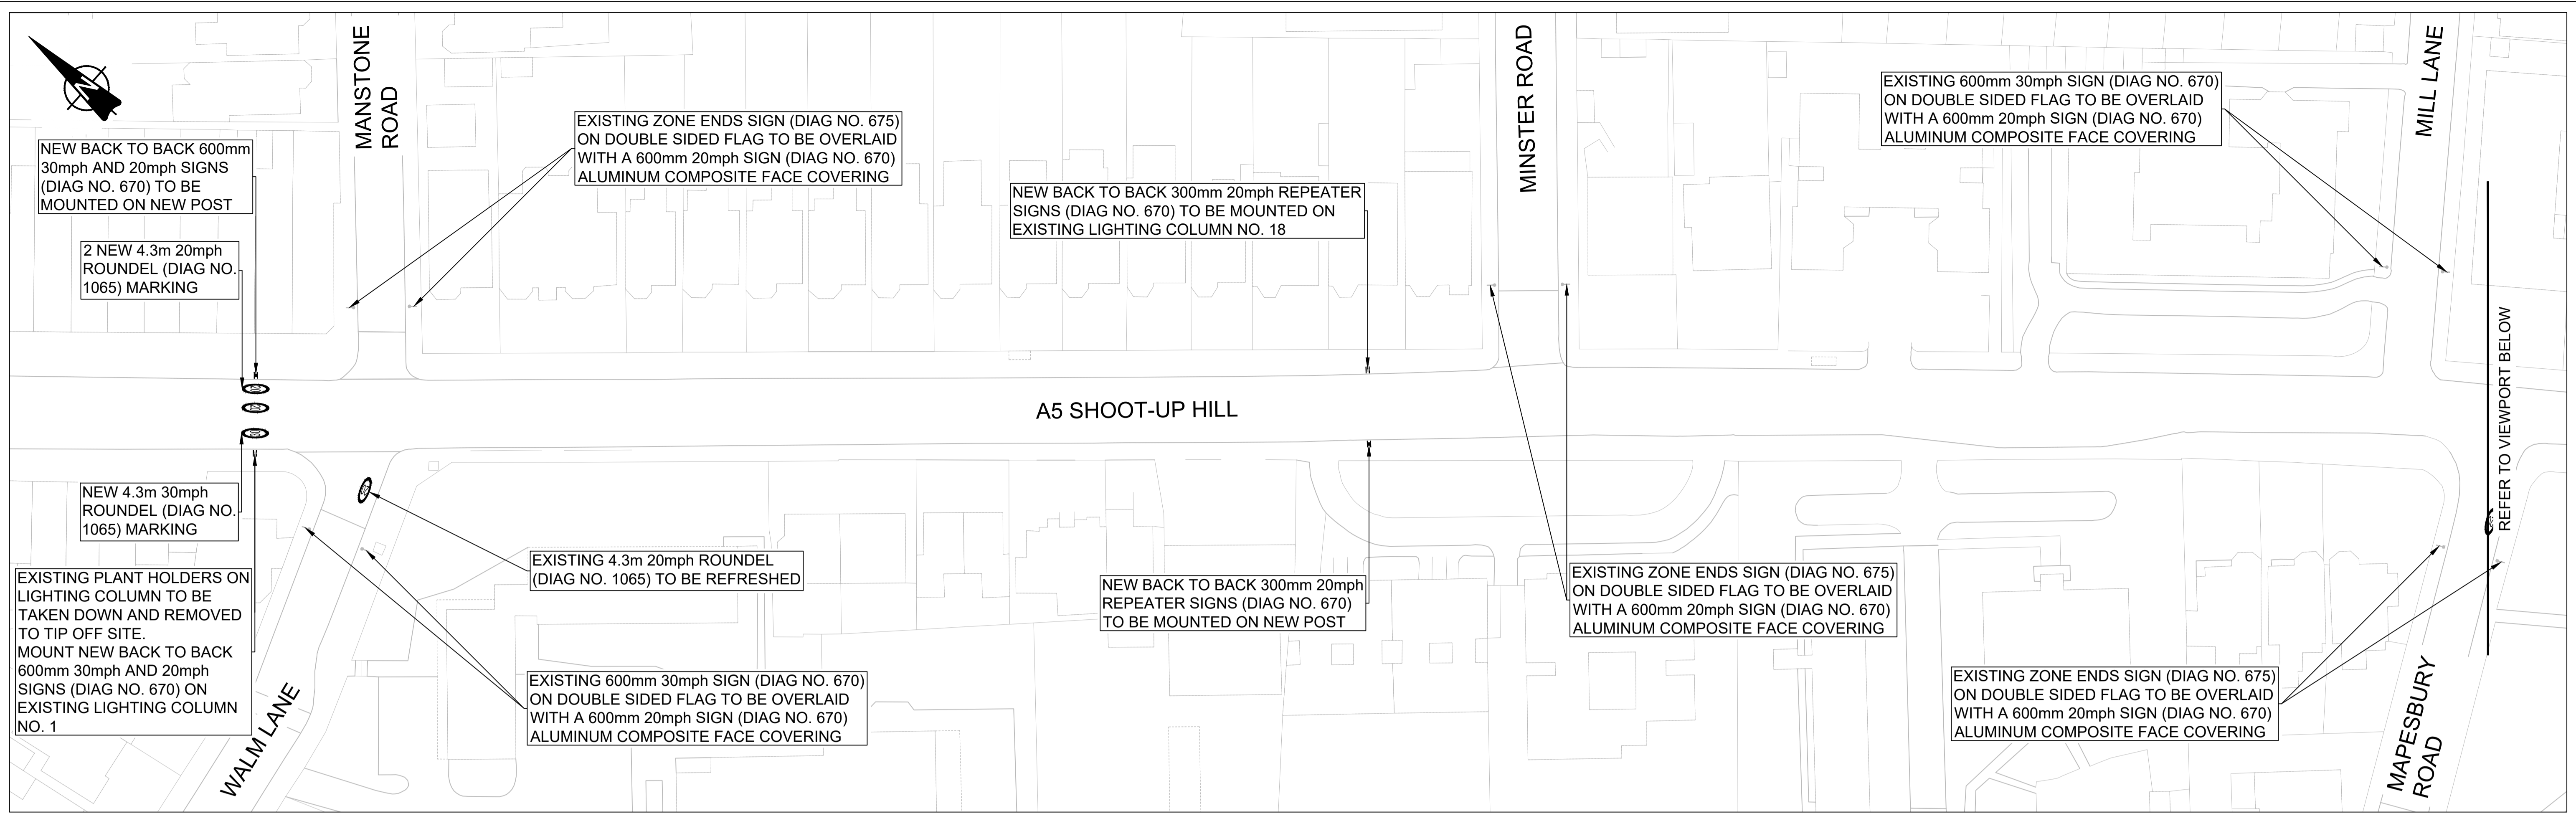 MANSTONE
ROAD
NEW BACK TO BACK 600mm
30mph AND 20mph SIGNS
(DIAG NO. 670) TO BE
MOUNTED ON NEW POST
2 NEW 4.3m 20mph
ROUNDEL (DIAG NO.
1065) MARKING
EXISTING ZONE ENDS SIGN (DIAG NO. 675)
ON DOUBLE SIDED FLAG TO BE OVERLAID
WITH A 600mm 20mph SIGN (DIAG NO. 670)
ALUMINUM COMPOSITE FACE COVERING
NEW BACK TO BACK 300mm 20mph REPEATER
SIGNS (DIAG NO. 670) TO BE MOUNTED ON
EXISTING LIGHTING COLUMN NO. 18
MINSTER ROAD
EXISTING 600mm 30mph SIGN (DIAG NO. 670)
ON DOUBLE SIDED FLAG TO BE OVERLAID
WITH A 600mm 20mph SIGN (DIAG NO. 670)
ALUMINUM COMPOSITE FACE COVERING
MILL LANE
A5 SHOOT-UP HILL
REFER TO VIEWPORT BELOW
NEW 4.3m 30mph
ROUNDEL (DIAG NO.
1065) MARKING
EXISTING PLANT HOLDERS ON
LIGHTING COLUMN TO BE
TAKEN DOWN AND REMOVED
TO TIP OFF SITE.
MOUNT NEW BACK TO BACK
600mm 30mph AND 20mph
SIGNS (DIAG NO. 670) ON
EXISTING LIGHTING COLUMN
NO. 1
WALM LANE
EXISTING 4.3m 20mph ROUNDEL
(DIAG NO. 1065) TO BE REFRESHED
EXISTING 600mm 30mph SIGN (DIAG NO. 670)
ON DOUBLE SIDED FLAG TO BE OVERLAID
WITH A 600mm 20mph SIGN (DIAG NO. 670)
ALUMINUM COMPOSITE FACE COVERING
NEW BACK TO BACK 300mm 20mph
REPEATER SIGNS (DIAG NO. 670)
TO BE MOUNTED ON NEW POST
EXISTING ZONE ENDS SIGN (DIAG NO. 675)
ON DOUBLE SIDED FLAG TO BE OVERLAID
WITH A 600mm 20mph SIGN (DIAG NO. 670)
ALUMINUM COMPOSITE FACE COVERING
EXISTING ZONE ENDS SIGN (DIAG NO. 675)
ON DOUBLE SIDED FLAG TO BE OVERLAID
WITH A 600mm 20mph SIGN (DIAG NO. 670)
ALUMINUM COMPOSITE FACE COVERING
MAPESBURY
ROAD